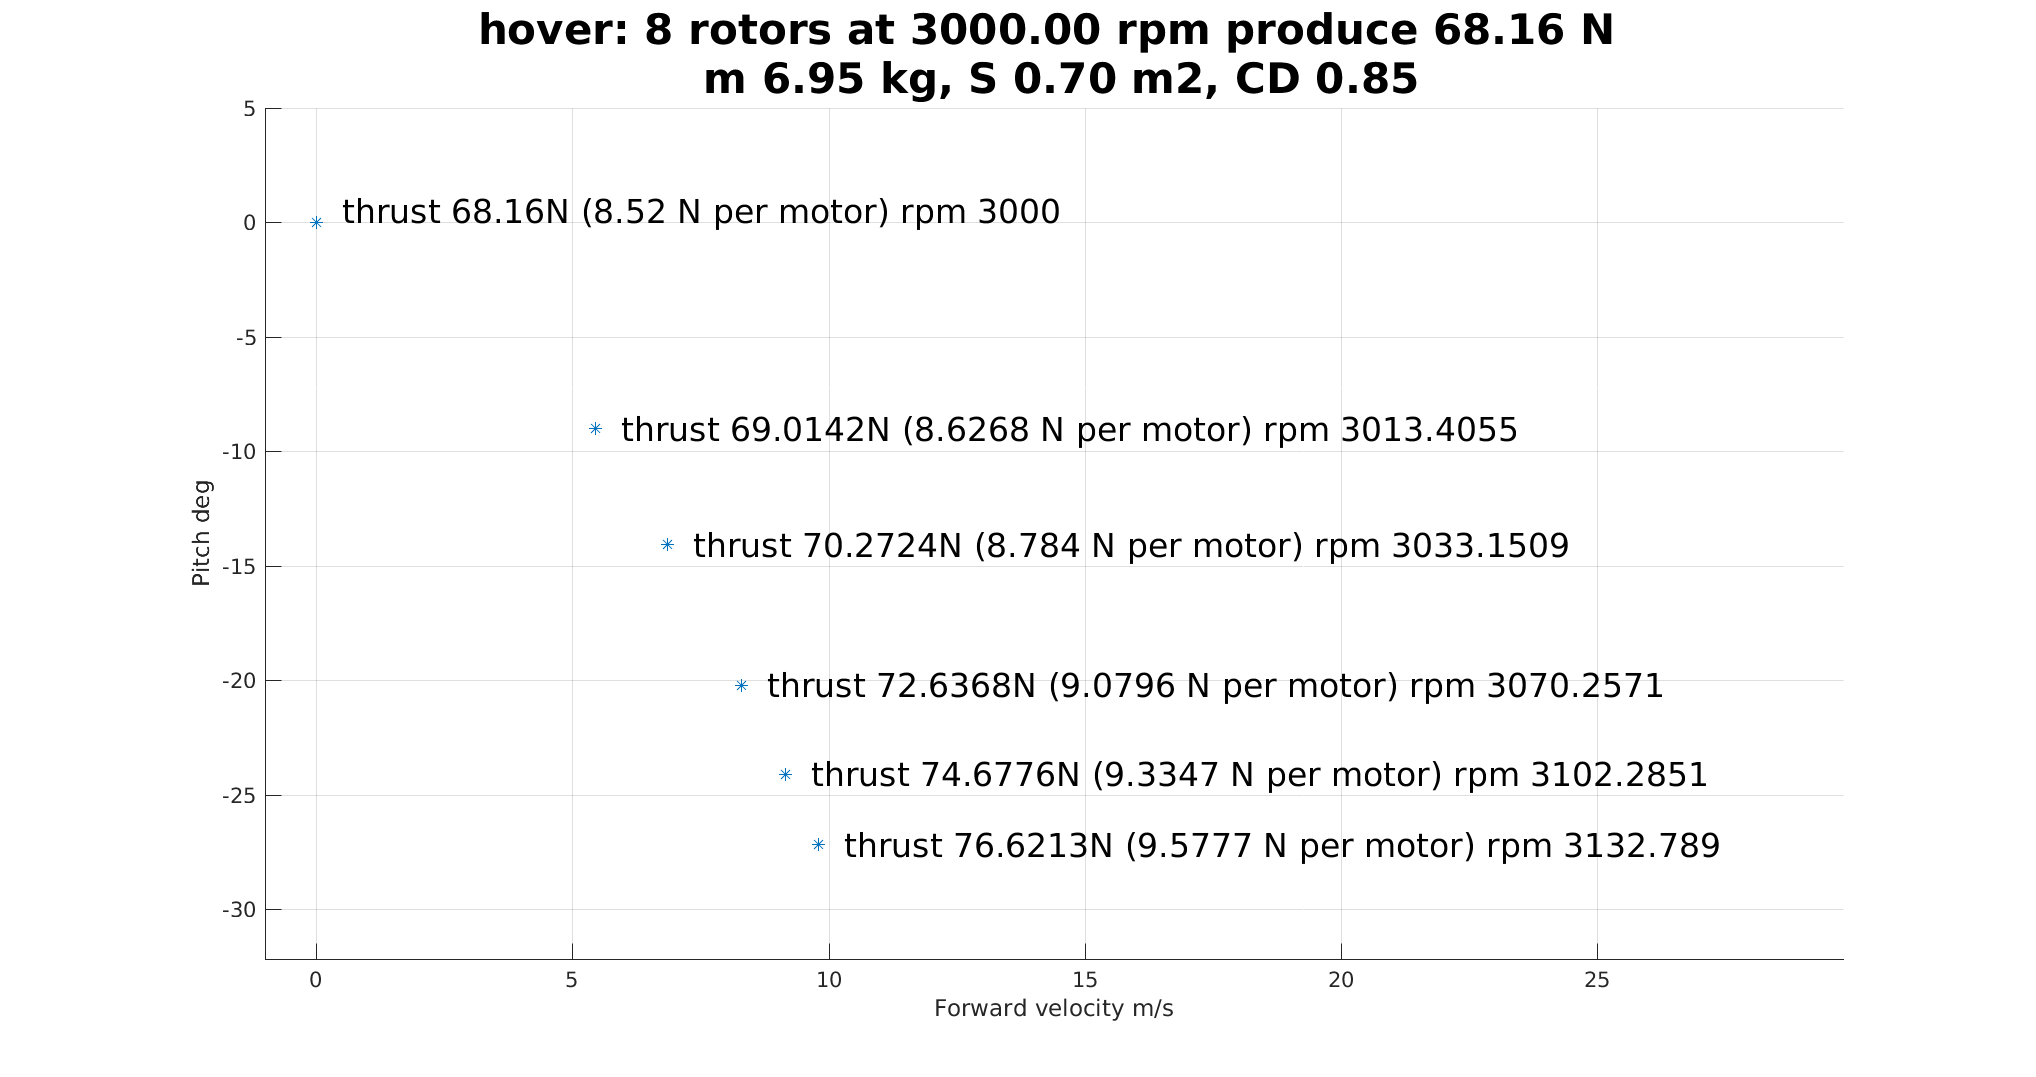 hover: 8 rotors at 3000.00 rpm produce 68.16 N
m 6.95 kg, S 0.70 m2, CD 0.85
5
0
-5
-10
-15
-20
-25
-30
Pitch deg
thrust 68.16N (8.52 N per motor) rpm 3000
thrust 69.0142N (8.6268 N per motor) rpm 3013.4055
thrust 70.2724N (8.784 N per motor) rpm 3033.1509
thrust 72.6368N (9.0796 N per motor) rpm 3070.2571
thrust 74.6776N (9.3347 N per motor) rpm 3102.2851
thrust 76.6213N (9.5777 N per motor) rpm 3132.789
0 5 10 15 20 25
Forward velocity m/s